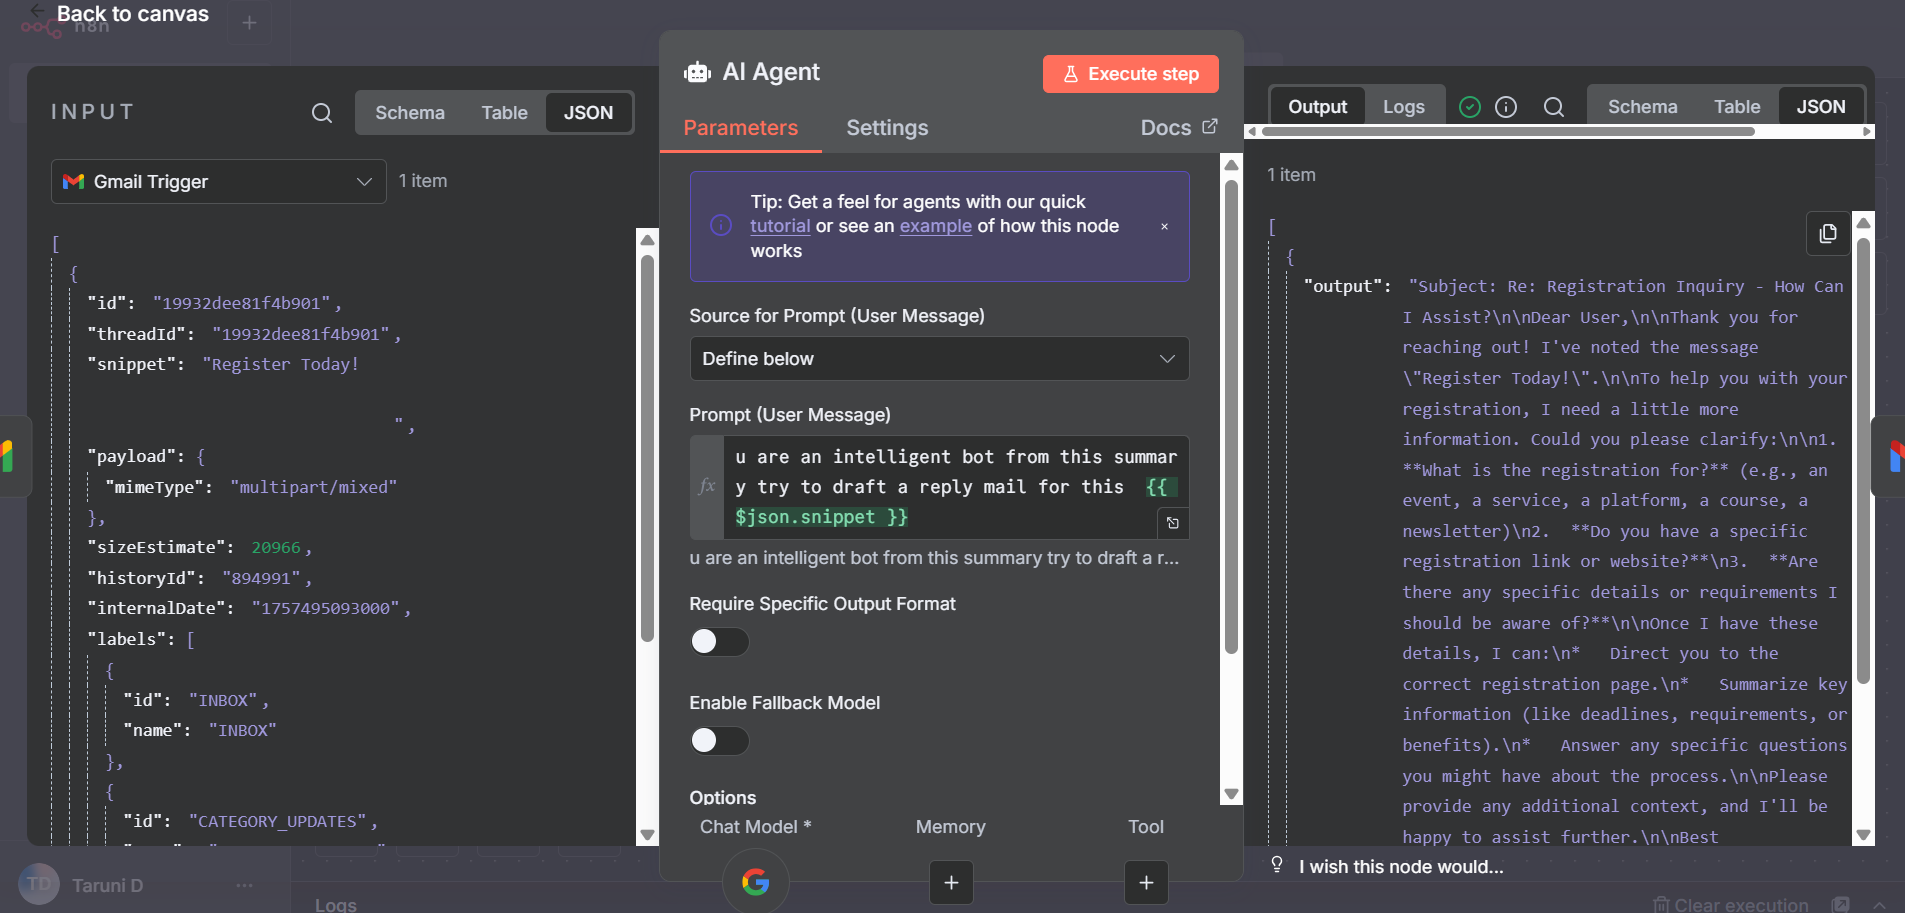 Back to canvas
n8n
INPUT
Schema
Table
JSON
Gmail Trigger
1 item
[
{
"id": "19932dee81f4b901",
"threadId": "19932dee81f4b901",
"snippet": "Register Today!
",
"payload": {
"mimeType": "multipart/mixed"
},
"sizeEstimate": 20966,
"historyId": "894991",
"internalDate": "1757495093000",
"labels": [
{
"id": "INBOX",
"name": "INBOX"
},
{
"id": "CATEGORY_UPDATES",
TD
Taruni D
...
Logs
AI Agent
Execute step
Parameters
Settings
Docs
Tip: Get a feel for agents with our quick
tutorial or see an example of how this node
works
×
Source for Prompt (User Message)
Define below
Prompt (User Message)
fx
u are an intelligent bot from this summar
y try to draft a reply mail for this {{
$json.snippet }}
u are an intelligent bot from this summary try to draft a r...
Require Specific Output Format
Enable Fallback Model
Options
Chat Model *
Memory
Tool
+
+
Output
Logs
Schema
Table
JSON
1 item
[
{
"output": "Subject: Re: Registration Inquiry - How Can
I Assist?\n\nDear User,\n\nThank you for
reaching out! I've noted the message
\"Register Today!\".\n\nTo help you with your
registration, I need a little more
information. Could you please clarify:\n\n1.
**What is the registration for?** (e.g., an
event, a service, a platform, a course, a
newsletter)\n2.  **Do you have a specific
registration link or website?**\n3.  **Are
there any specific details or requirements I
should be aware of?**\n\nOnce I have these
details, I can:\n*   Direct you to the
correct registration page.\n*   Summarize key
information (like deadlines, requirements, or
benefits).\n*   Answer any specific questions
you might have about the process.\n\nPlease
provide any additional context, and I'll be
happy to assist further.\n\nBest
I wish this node would...
Clear execution